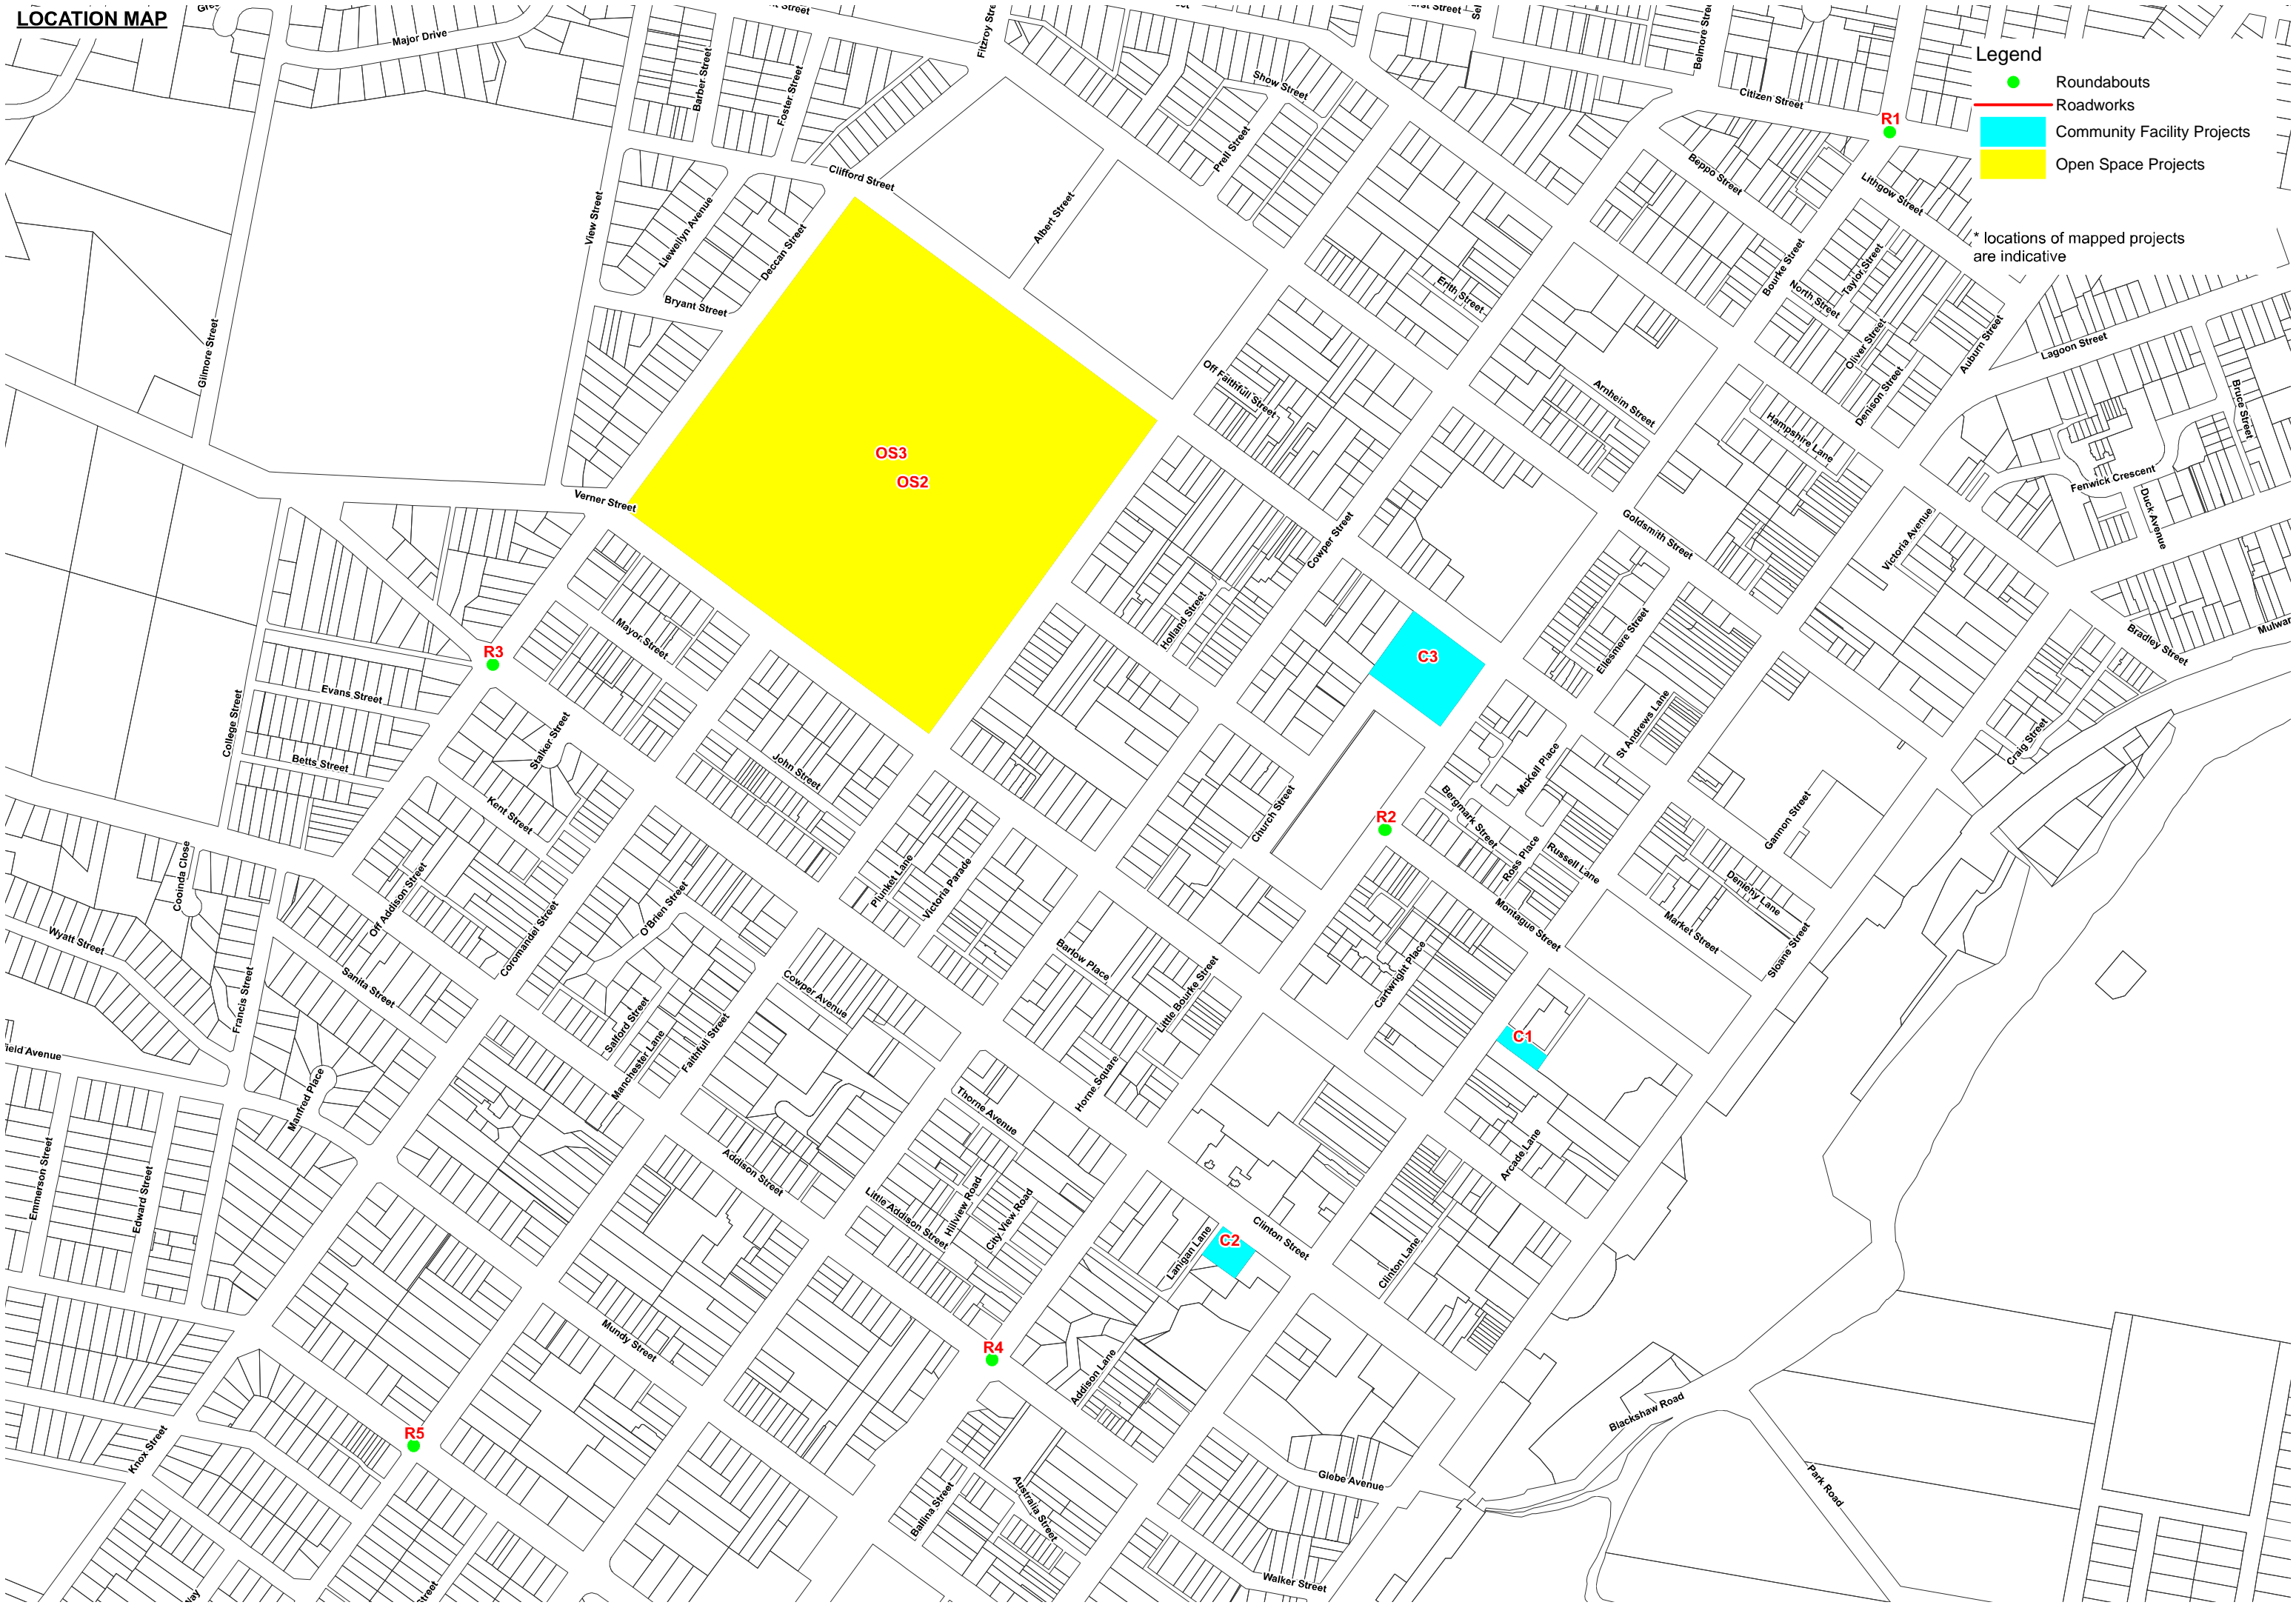 LOCATION MAP
Major Drive
Barber Street
Foster Street
Show Street
Belmore
Citizen Street
Legend
Roundabouts
Roadworks
Community Facility Projects
Open Space Projects
* locations of mapped projects
are indicative
R1
Prell Street
Beppo Street
Lithgow Street
Clifford Street
View Street
Llewellyn Avenue
Deccan Street
Albert Street
Bryant Street
Gilmore Street
Erith Street
Bourke Street
Taylor Street
North Street
Oliver Street
Auburn Street
Lagoon Street
Denison Street
Bruce Street
Off Faithfull Street
Arnheim Street
Hampshire Lane
OS3
OS2
Fenwick Crescent
Duck Avenue
Verner Street
Cowper Street
Goldsmith Street
Victoria Avenue
Mayor Street
Holland Street
Ellesmere Street
Bradley Street
R3
C3
Evans Street
College Street
Stalker Street
Betts Street
John Street
St Andrews Lane
McKell Place
Craig Street
Kent Street
Church Street
R2
Bergmark Street
Gannon Street
Cooinda Close
Off Addison Street
Plunket Lane
Victoria Parade
Ross Place
Russell Lane
Denlehy Lane
O'Brien Street
Coromandel Street
Montague Street
Market Street
Wyatt Street
Barlow Place
Sloane Street
Sanita Street
Francis Street
Cowper Avenue
Little Bourke Street
Cartwright Place
Salford Street
Manchester Lane
Faithfull Street
C1
ield Avenue
Horne Square
Manfred Place
Thorne Avenue
Arcade Lane
Emmerson Street
Edward Street
Addison Street
Little Addison Street
Hillview Road
City View Road
Lanigan Lane
C2
Clinton Street
Clinton Lane
Mundy Street
R4
Addison Lane
Blackshaw Road
R5
Knox Street
Glebe Avenue
Park Road
Ballina Street
Australia Street
Walker Street